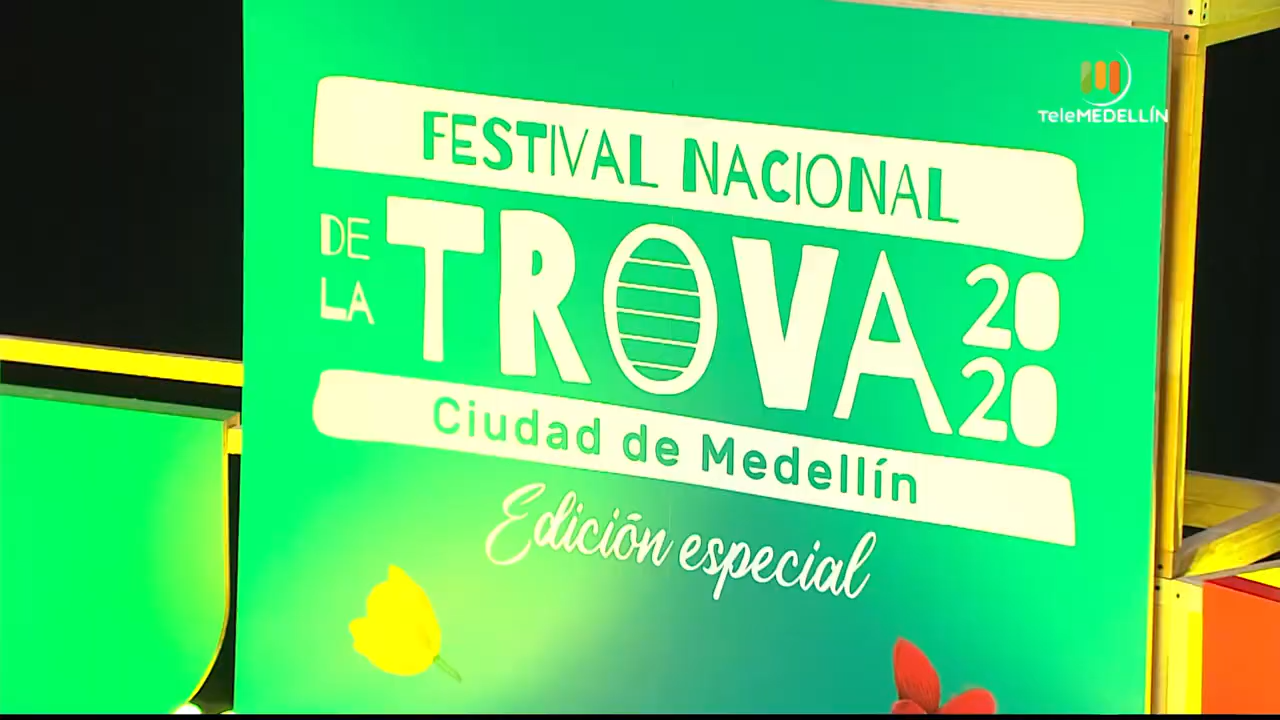 TeleMEDELLÍN
FESTIVAL NACIONAL
DE LA TROVA 2020
Ciudad de Medellín
Edición especial